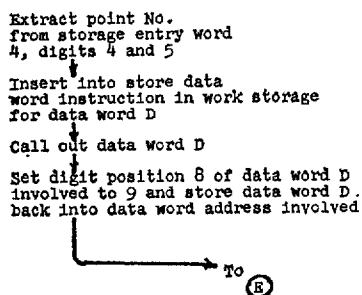 Extract point No.
from storage entry word
4, digits 4 and 5
Insert into store data
word instruction in work storage
for data word D
Call out data word D
Set digit position 8 of data word D
involved to 9 and store data word D.
back into data word address involved
To
E